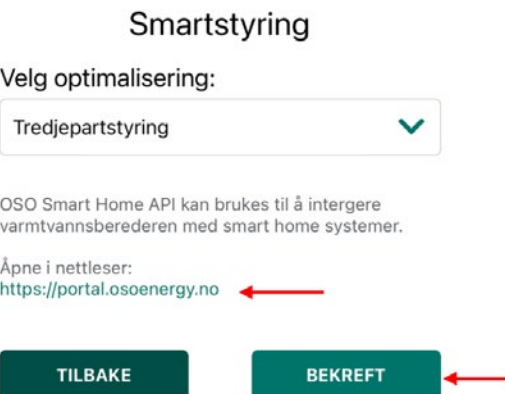 Smartstyring
Velg optimalisering:
Tredjepartstyring
OSO Smart Home API kan brukes til å intergere
varmtvannsberederen med smart home systemer.
Åpne i nettleser:
https://portal.osoenergy.no
TILBAKE
BEKREFT